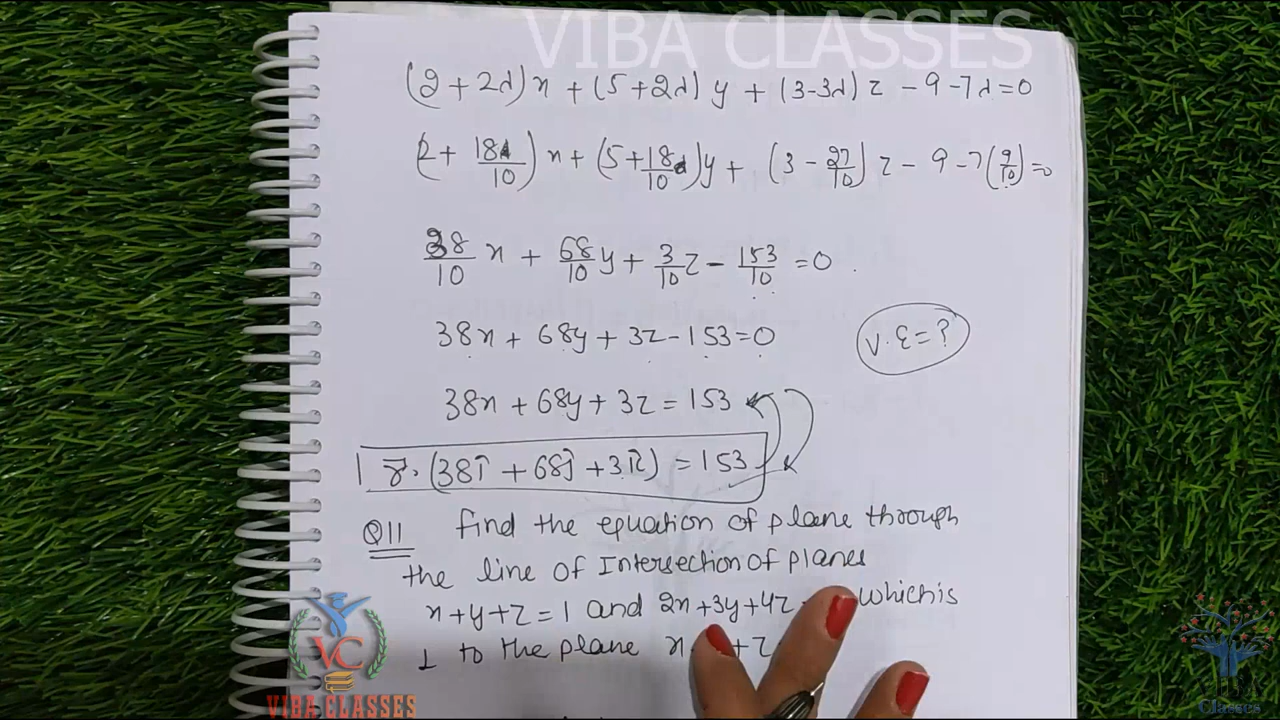 VIBA CLASSES
(2 + 2λ)x + (5 + 2λ) y + (3 - 3λ) z - 9 - 7λ = 0
(2 + 18/10) x + (5 + 18/10) y + (3 - 27/10) z - 9 - 7(9/10) = 0
38/10 x + 68/10 y + 3/10 z - 153/10 = 0
38x + 68y + 3z - 153 = 0
V.E = ?
38x + 68y + 3z = 153
r̄. (38î + 68ĵ + 3k̂) = 153
Q11 find the equation of plane through
the line of Intersection of planes
x + y + z = 1 and 2x + 3y + 4z which is
⊥ to the plane x + z
VC
VIBA CLASSES
VIBA
Classes